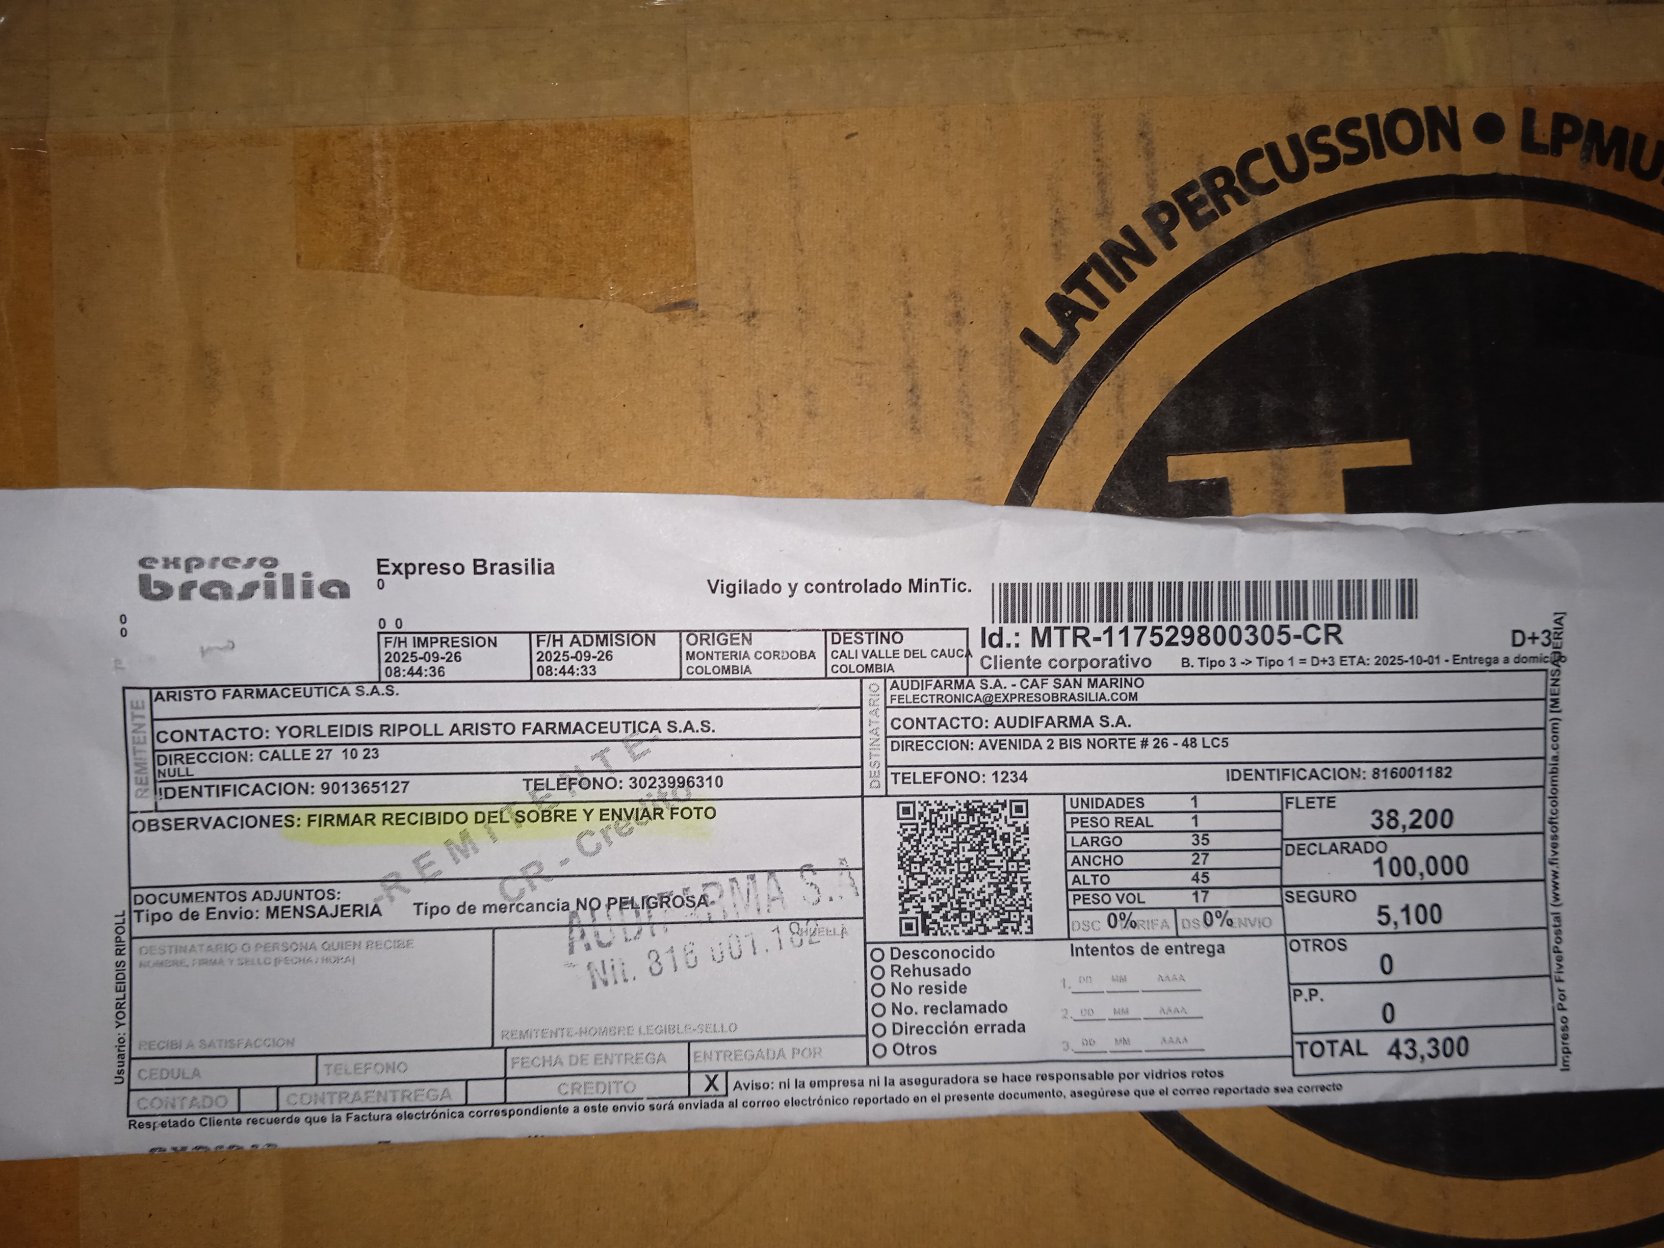 LATIN PERCUSSION • LPMU
expreso
brasilia
Expreso Brasilia
0
Vigilado y controlado MinTic.
0
0
0 0
F/H IMPRESION
2025-09-26
08:44:36
F/H ADMISION
2025-09-26
08:44:33
ORIGEN
MONTERIA CORDOBA
COLOMBIA
DESTINO
CALI VALLE DEL CAUCA
COLOMBIA
Id.: MTR-117529800305-CR
D+3
Cliente corporativo
B. Tipo 3 -> Tipo 1 = D+3 ETA: 2025-10-01 - Entrega a domicilio
REMITENTE
ARISTO FARMACEUTICA S.A.S.
CONTACTO: YORLEIDIS RIPOLL ARISTO FARMACEUTICA S.A.S.
DIRECCION: CALLE 27 10 23
NULL
IDENTIFICACION: 901365127
TELEFONO: 3023996310
OBSERVACIONES: FIRMAR RECIBIDO DEL SOBRE Y ENVIAR FOTO
-REMITENTE-
CR - Credito
DOCUMENTOS ADJUNTOS:
Tipo de Envio: MENSAJERIA
Tipo de mercancia NO PELIGROSA
DESTINATARIO
AUDIFARMA S.A. - CAF SAN MARINO
FELECTRONICA@EXPRESOBRASILIA.COM
CONTACTO: AUDIFARMA S.A.
DIRECCION: AVENIDA 2 BIS NORTE # 26 - 48 LC5
TELEFONO: 1234
IDENTIFICACION: 816001182
UNIDADES 1
PESO REAL 1
LARGO 35
ANCHO 27
ALTO 45
PESO VOL 17
DSC 0% RIFA
DS 0% ENVIO
FLETE
38,200
DECLARADO
100,000
SEGURO
5,100
OTROS
0
P.P.
0
TOTAL 43,300
DESTINATARIO O PERSONA QUIEN RECIBE
NOMBRE, FIRMA Y SELLO [FECHA / HORA]
RECIBI A SATISFACCION
AUDIFARMA S.A
Nit. 816 001.182
HUELLA
REMITENTE-NOMBRE LEGIBLE-SELLO
Desconocido
Rehusado
No reside
No. reclamado
Dirección errada
Otros
Intentos de entrega
1. DD MM AAAA
2. DD MM AAAA
3. DD MM AAAA
CEDULA
TELEFONO
FECHA DE ENTREGA
ENTREGADA POR
CONTADO
CONTRAENTREGA
CREDITO
X
Aviso: ni la empresa ni la aseguradora se hace responsable por vidrios rotos
Respetado Cliente recuerde que la Factura electrónica correspondiente a este envio será enviada al correo electrónico reportado en el presente documento, asegúrese que el correo reportado sea correcto
Usuario: YORLEIDIS RIPOLL
Impreso Por FivePostal (www.fivesoftcolombia.com) [MENSAJERIA]